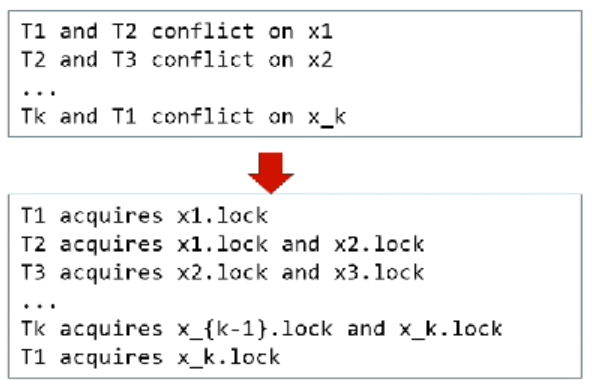 T1 and T2 conflict on x1
T2 and T3 conflict on x2
...
Tk and T1 conflict on x_k
T1 acquires x1.lock
T2 acquires x1.lock and x2.lock
T3 acquires x2.lock and x3.lock
...
Tk acquires x_{k-1}.lock and x_k.lock
T1 acquires x_k.lock